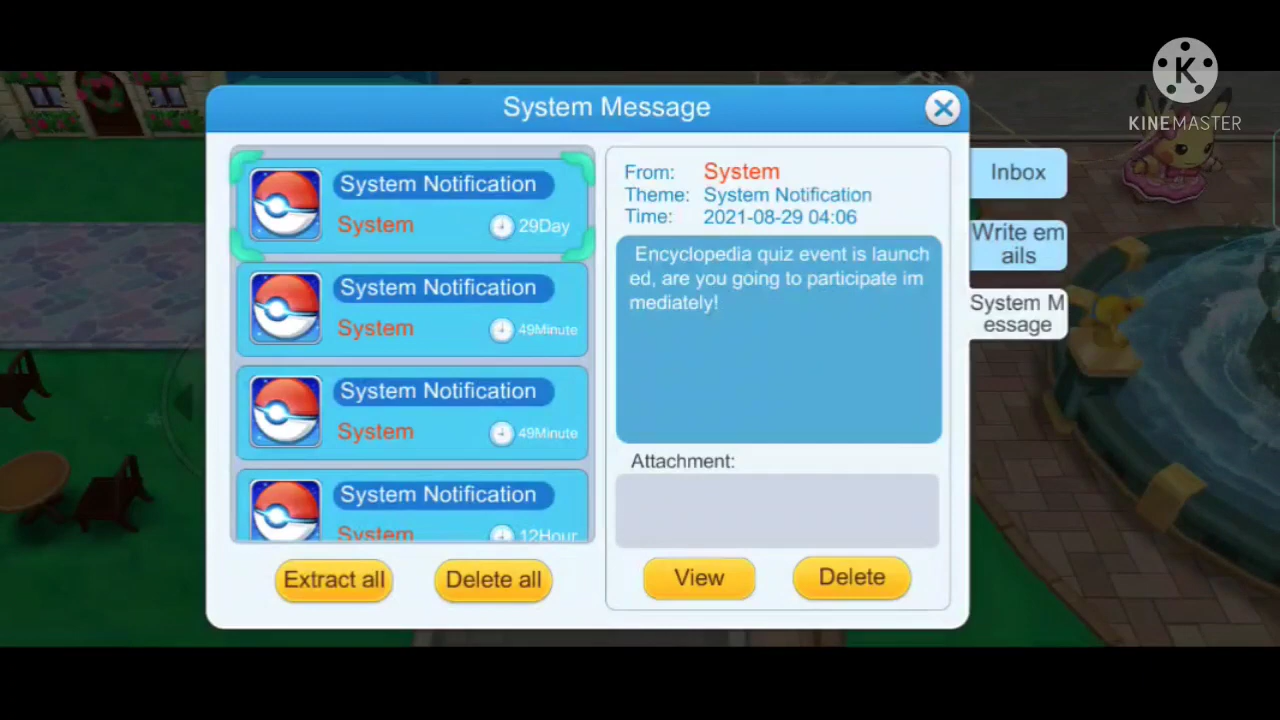 System Message
KINEMASTER
System Notification
System
29Day
System Notification
System
49Minute
System Notification
System
49Minute
System Notification
System
12Hour
Extract all
Delete all
From: System
Theme: System Notification
Time: 2021-08-29 04:06
Encyclopedia quiz event is launch
ed, are you going to participate im
mediately!
Attachment:
View
Delete
Inbox
Write em
ails
System M
essage